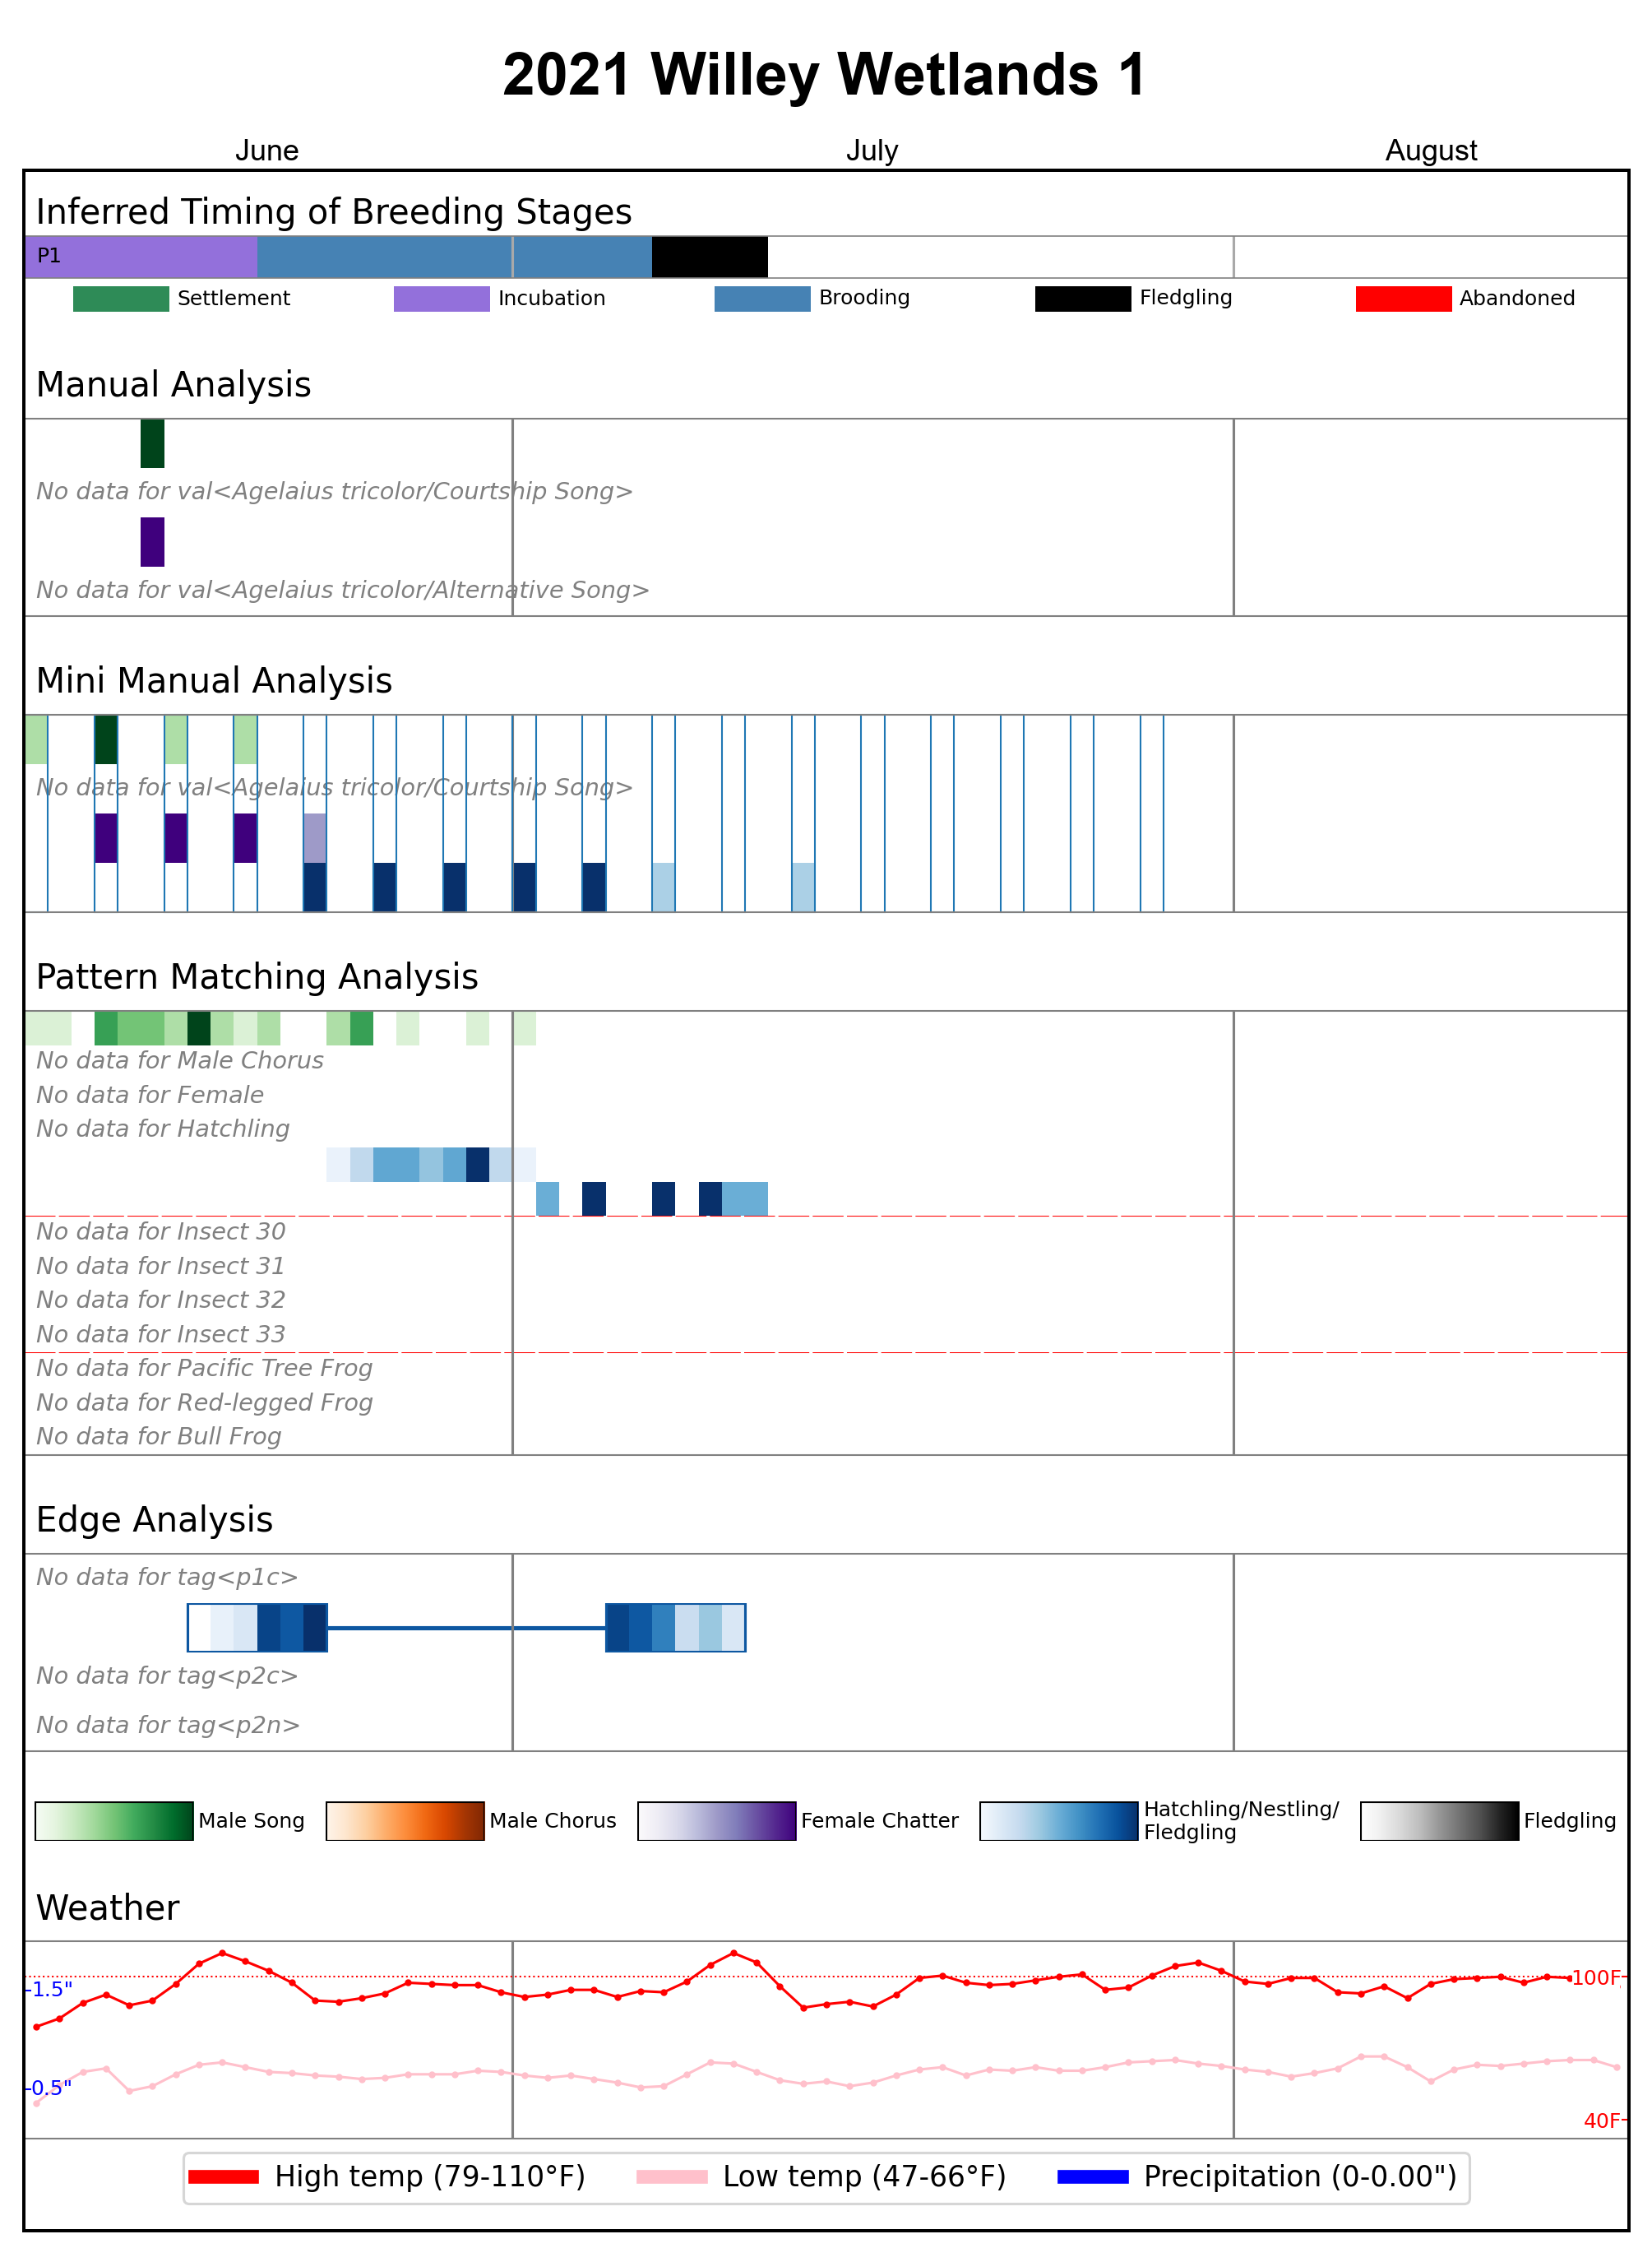 2021 Willey Wetlands 1
June July August
Inferred Timing of Breeding Stages
P1
Settlement Incubation Brooding Fledgling Abandoned
Manual Analysis
No data for val<Agelaius tricolor/Courtship Song>
No data for val<Agelaius tricolor/Alternative Song>
Mini Manual Analysis
No data for val<Agelaius tricolor/Courtship Song>
Pattern Matching Analysis
No data for Male Chorus
No data for Female
No data for Hatchling
No data for Insect 30
No data for Insect 31
No data for Insect 32
No data for Insect 33
No data for Pacific Tree Frog
No data for Red-legged Frog
No data for Bull Frog
Edge Analysis
No data for tag<p1c>
No data for tag<p2c>
No data for tag<p2n>
Male Song Male Chorus Female Chatter Hatchling/Nestling/
Fledgling Fledgling
Weather
1.5" 100F
0.5"
40F
High temp (79-110°F) Low temp (47-66°F) Precipitation (0-0.00")